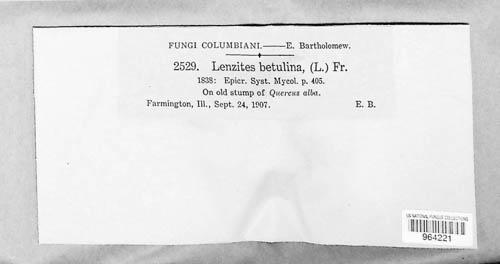 FUNGI COLUMBIANI.——E. Bartholomew.
2529. Lenzites betulina, (L.) Fr.
1838: Epicr. Syst. Mycol. p. 405.
On old stump of Quercus alba.
Farmington, Ill., Sept. 24, 1907. E. B.
US NATIONAL FUNGUS COLLECTIONS
964221